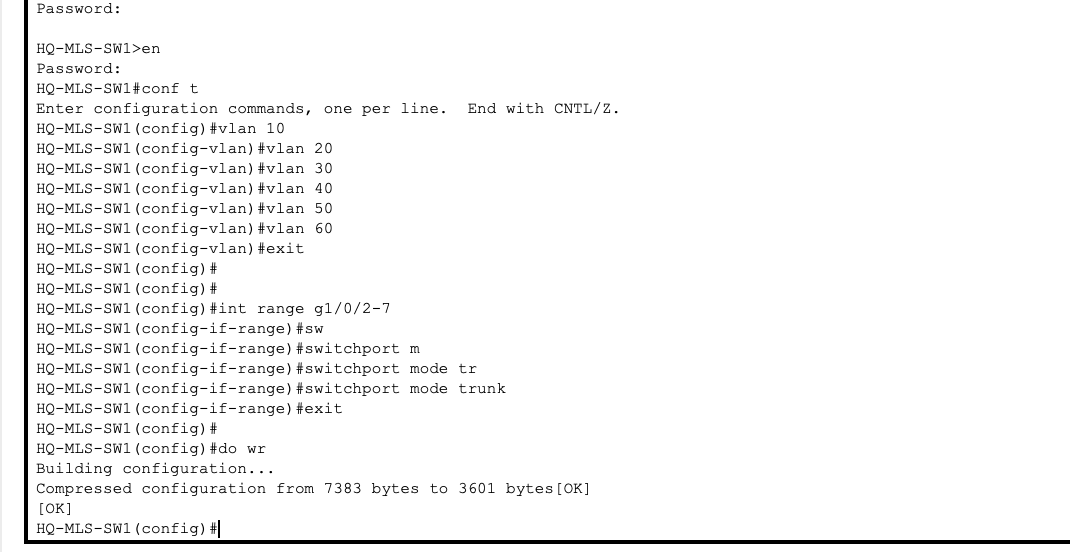 Password:
HQ-MLS-SW1>en
Password:
HQ-MLS-SW1#conf t
Enter configuration commands, one per line.  End with CNTL/Z.
HQ-MLS-SW1(config)#vlan 10
HQ-MLS-SW1(config-vlan)#vlan 20
HQ-MLS-SW1(config-vlan)#vlan 30
HQ-MLS-SW1(config-vlan)#vlan 40
HQ-MLS-SW1(config-vlan)#vlan 50
HQ-MLS-SW1(config-vlan)#vlan 60
HQ-MLS-SW1(config-vlan)#exit
HQ-MLS-SW1(config)#
HQ-MLS-SW1(config)#
HQ-MLS-SW1(config)#int range g1/0/2-7
HQ-MLS-SW1(config-if-range)#sw
HQ-MLS-SW1(config-if-range)#switchport m
HQ-MLS-SW1(config-if-range)#switchport mode tr
HQ-MLS-SW1(config-if-range)#switchport mode trunk
HQ-MLS-SW1(config-if-range)#exit
HQ-MLS-SW1(config)#
HQ-MLS-SW1(config)#do wr
Building configuration...
Compressed configuration from 7383 bytes to 3601 bytes[OK]
[OK]
HQ-MLS-SW1(config)#